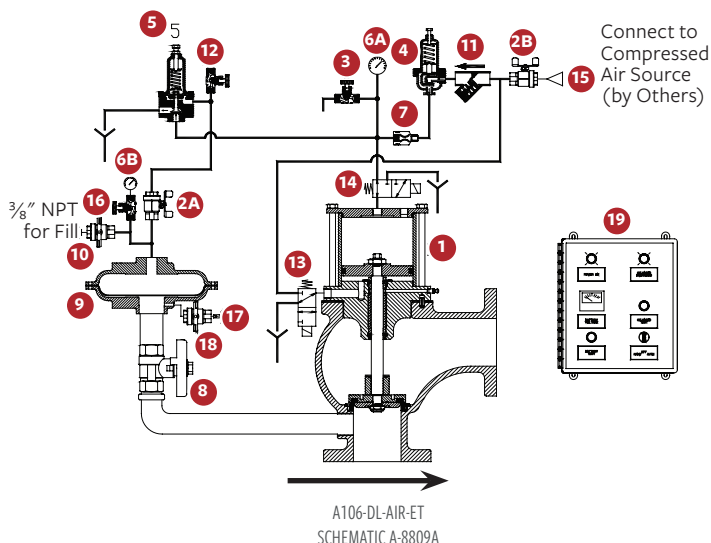 5
5
12
6A
4
11
2B
Connect to
Compressed
Air Source
(by Others)
15
3
7
6B
14
16
2A
3/8" NPT
for Fill
10
1
19
13
9
17
18
8
A106-DL-AIR-ET
SCHEMATIC A-8809A